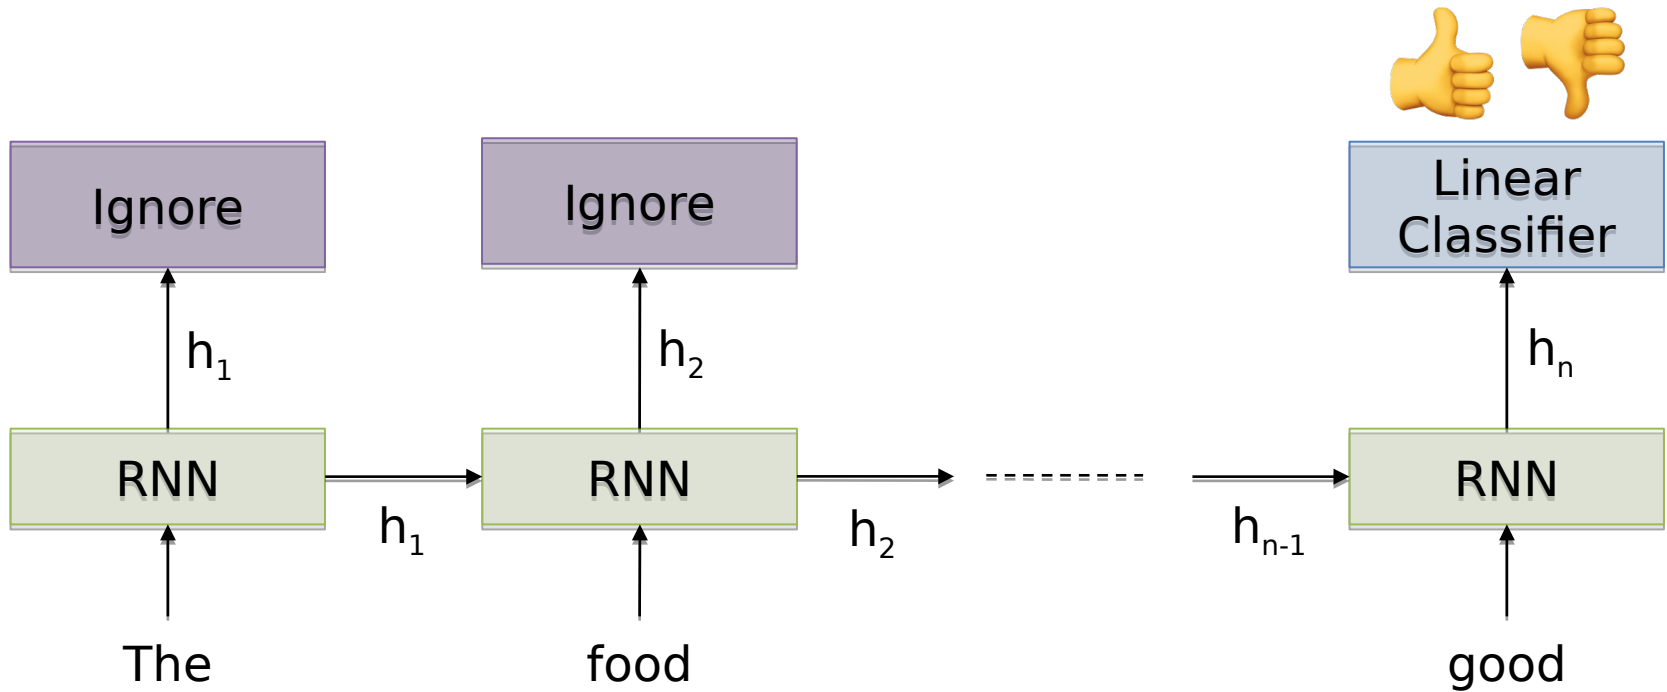 Ignore
Ignore
Linear
Classifier
h₁
h₂
hₙ
RNN
RNN
RNN
h₁
h₂
hₙ₋₁
The
food
good